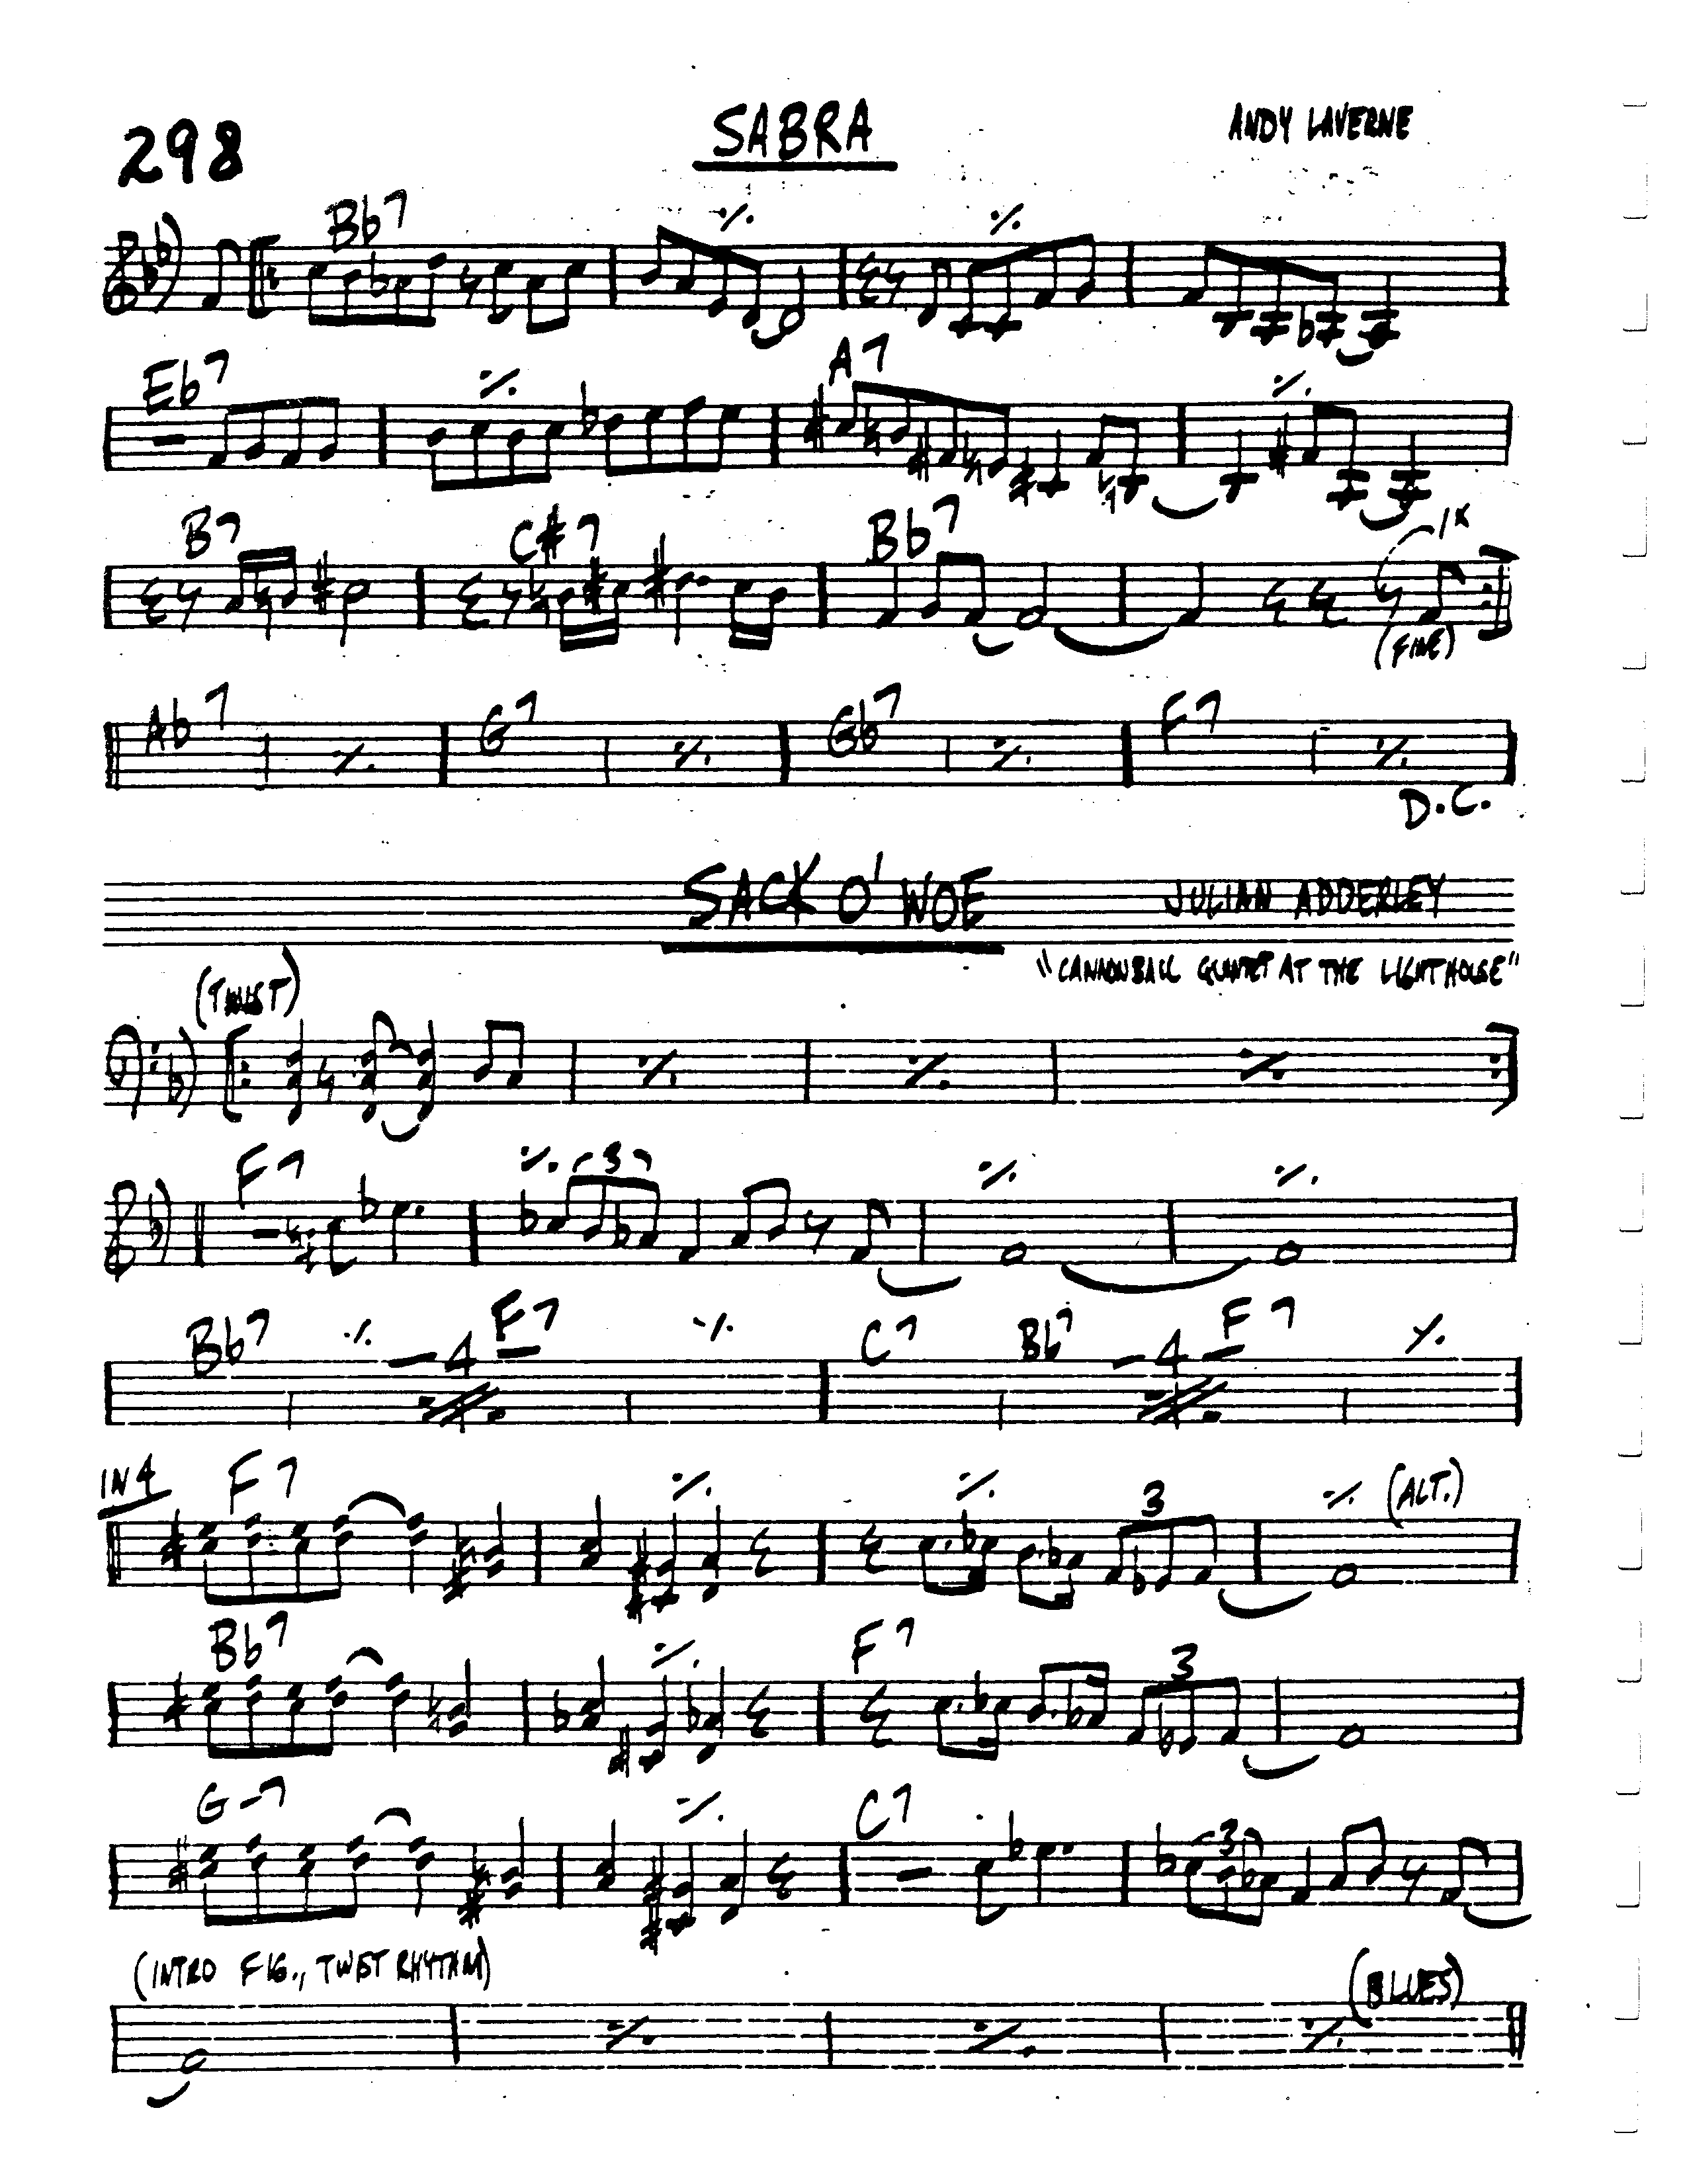 298
SABRA
ANDY LAVERNE
Bb7 ٪ ٪
Eb7 ٪ A7 ٪
B7 C#7 Bb7 1x
(FINE)
Ab7 G7 Gb7 F7
D.C.
SACK O' WOE
JULIAN ADDERLEY
"CANNONBALL QUINTET AT THE LIGHTHOUSE"
(TWIST)
F7 3
Bb7 4 F7 C7 Bb7 4 F7
IN 4 F7 3 (ALT.)
Bb7 F7 3
G-7 C7 3
(INTRO FIG., TWIST RHYTHM) (BLUES)